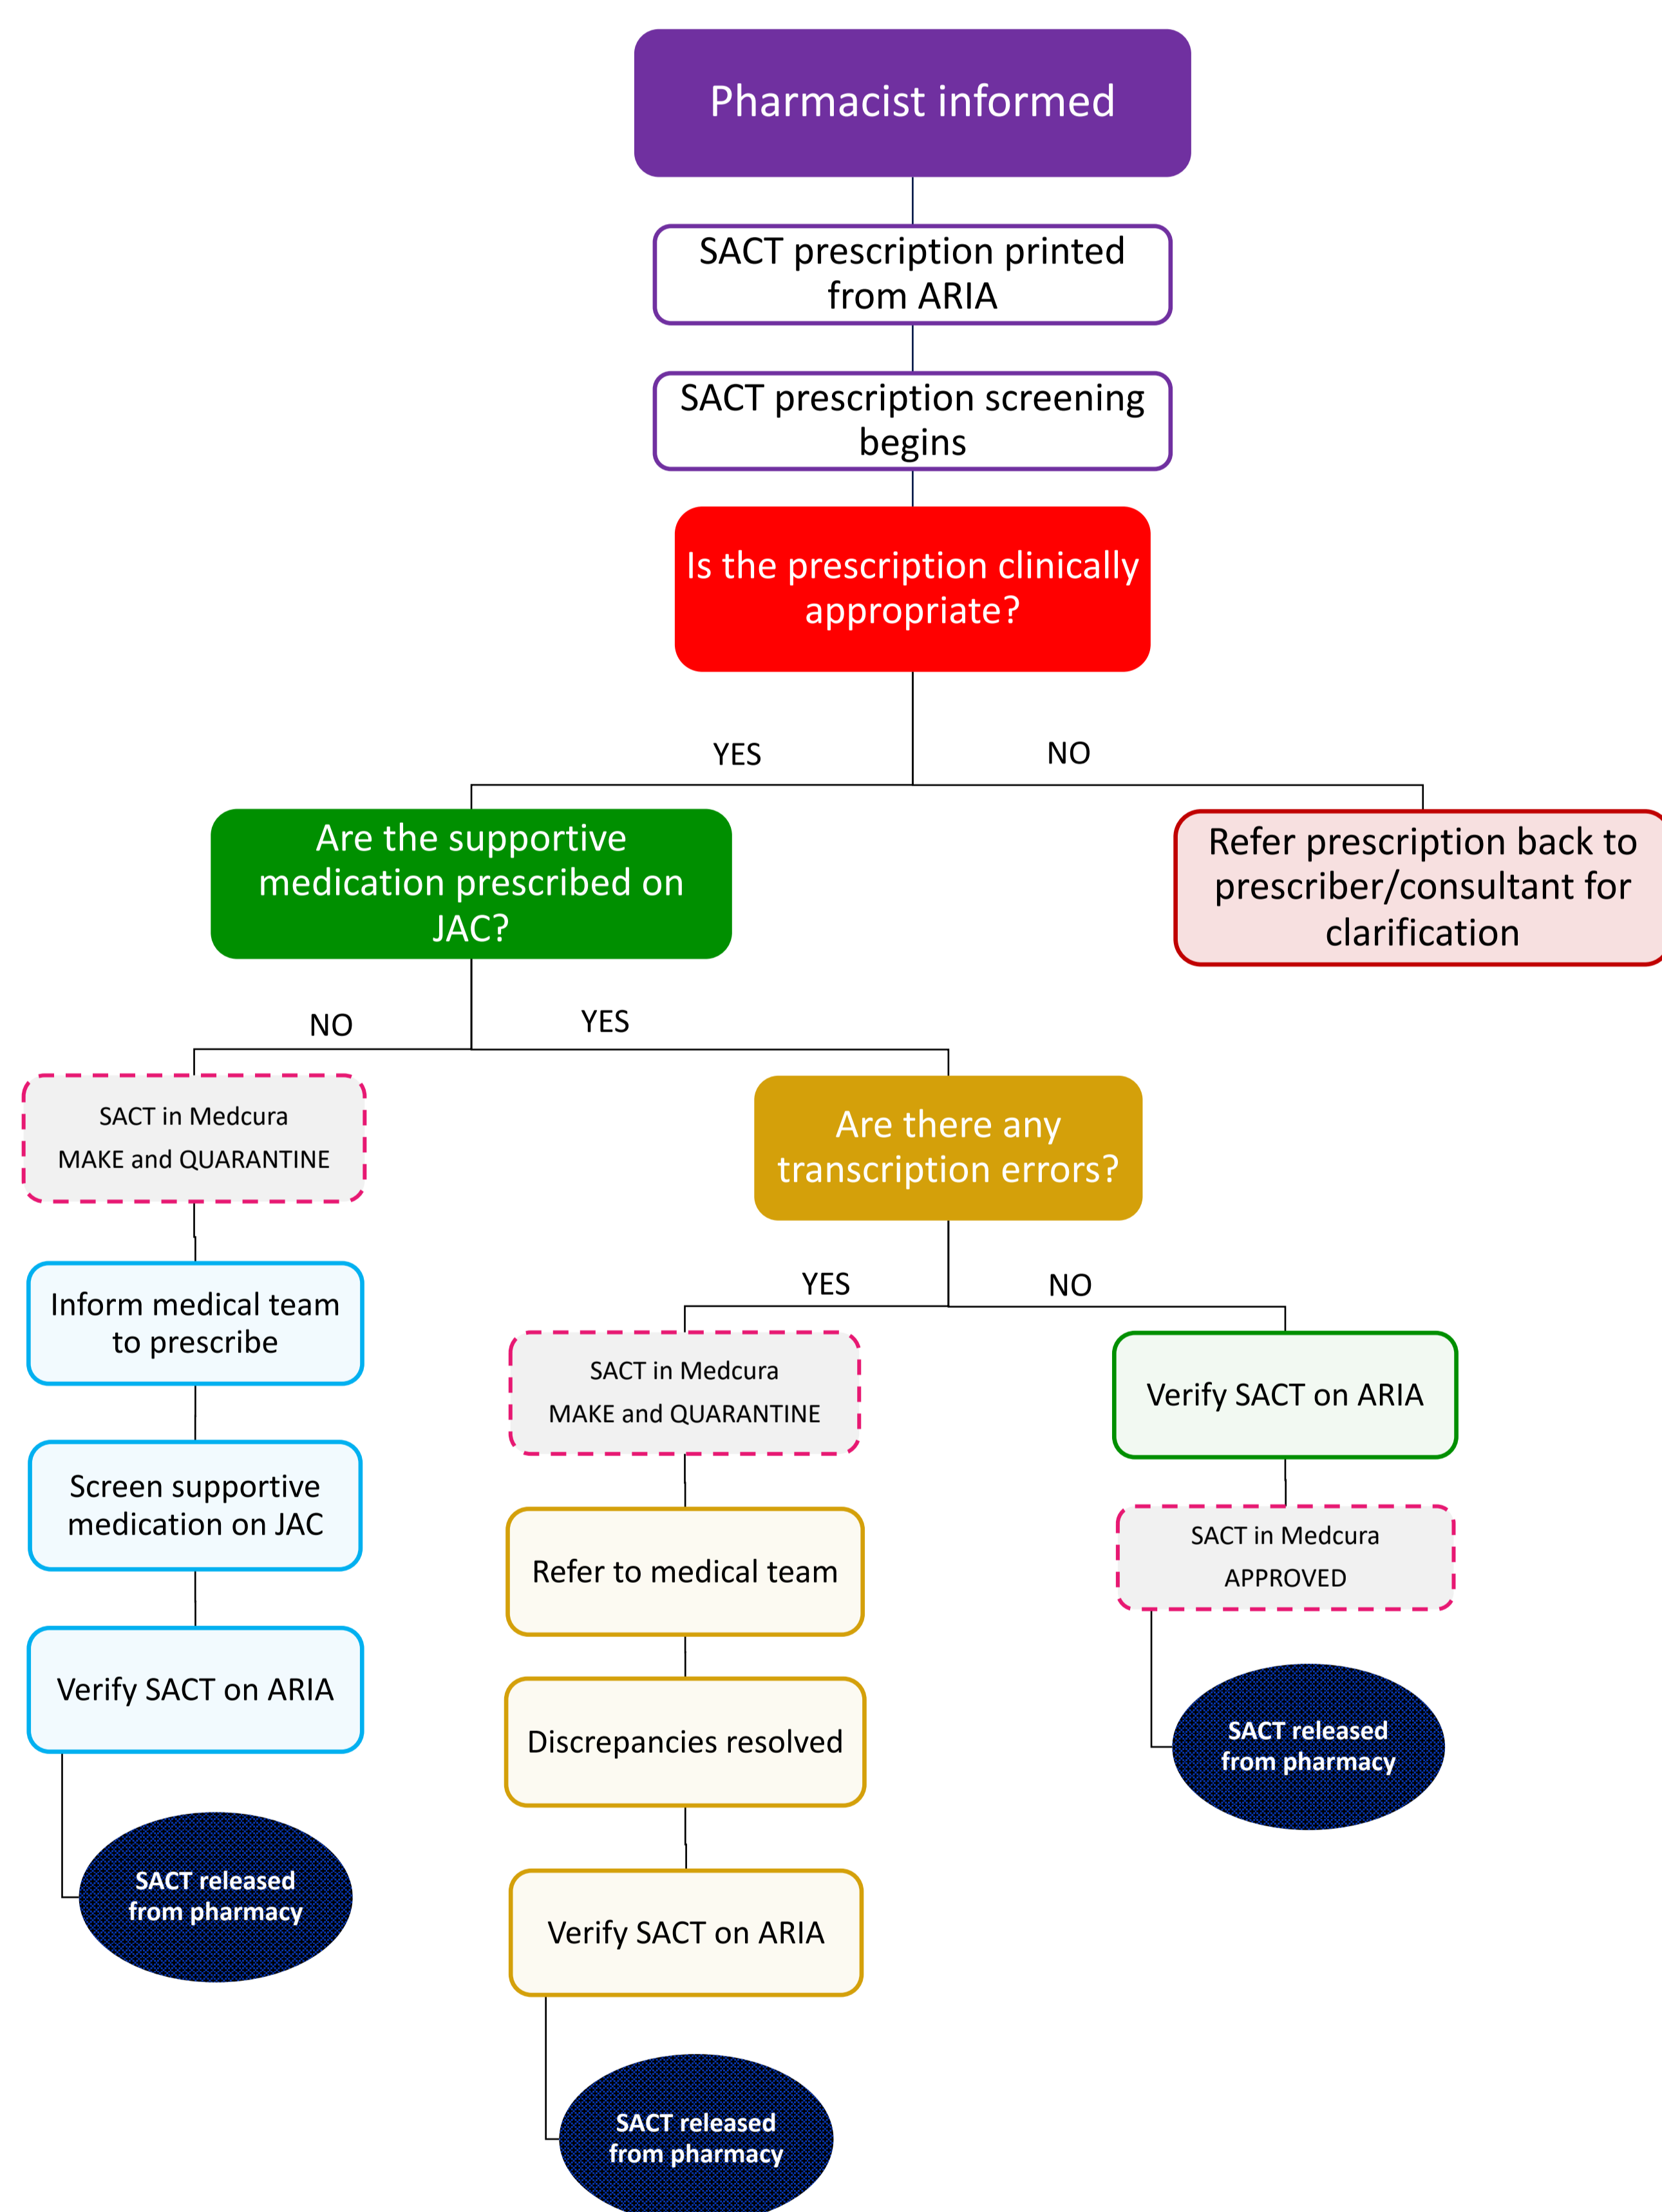 Pharmacist informed
SACT prescription printed
from ARIA
SACT prescription screening
begins
Is the prescription clinically
appropriate?
YES
NO
Are the supportive
medication prescribed on
JAC?
Refer prescription back to
prescriber/consultant for
clarification
NO
YES
SACT in Medcura
MAKE and QUARANTINE
Inform medical team
to prescribe
Screen supportive
medication on JAC
Verify SACT on ARIA
SACT released
from pharmacy
Are there any
transcription errors?
YES
NO
SACT in Medcura
MAKE and QUARANTINE
Refer to medical team
Discrepancies resolved
Verify SACT on ARIA
SACT released
from pharmacy
Verify SACT on ARIA
SACT in Medcura
APPROVED
SACT released
from pharmacy